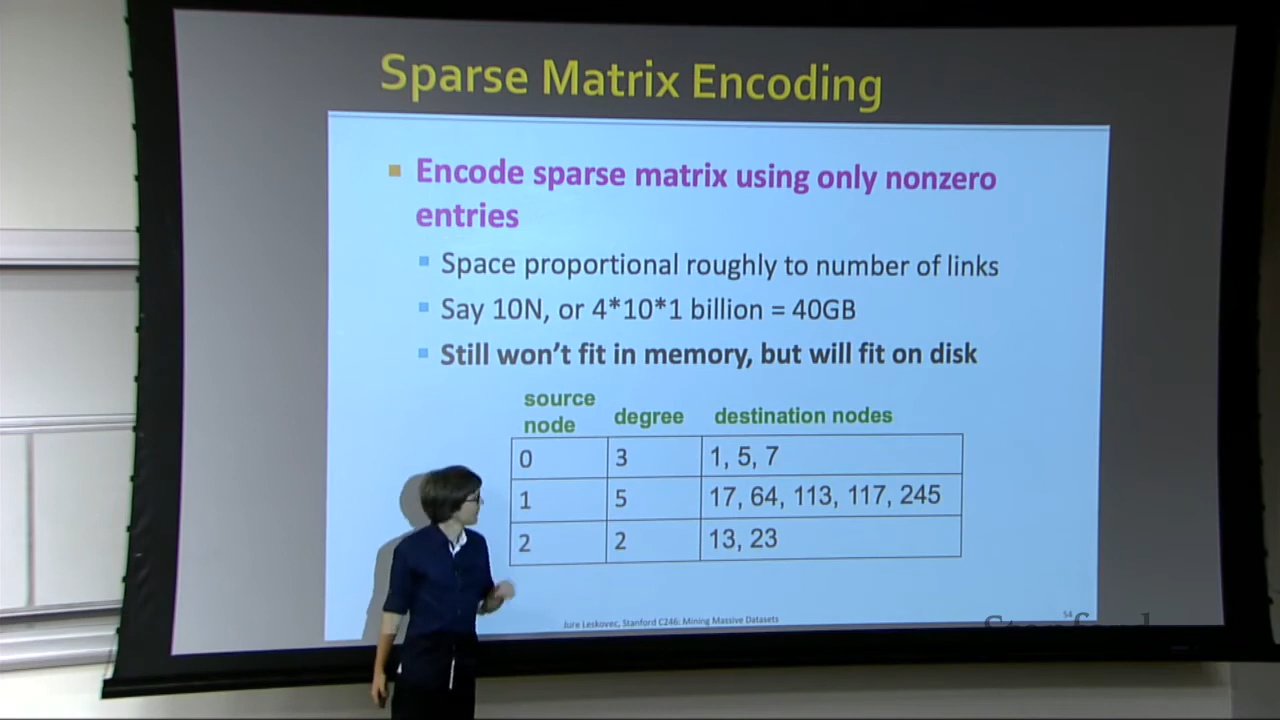 Sparse Matrix Encoding
Encode sparse matrix using only nonzero
entries
Space proportional roughly to number of links
Say 10N, or 4*10*1 billion = 40GB
Still won't fit in memory, but will fit on disk
source
node degree destination nodes
0 3 1, 5, 7
1 5 17, 64, 113, 117, 245
2 2 13, 23
Jure Leskovec, Stanford C246: Mining Massive Datasets
54
Stanford